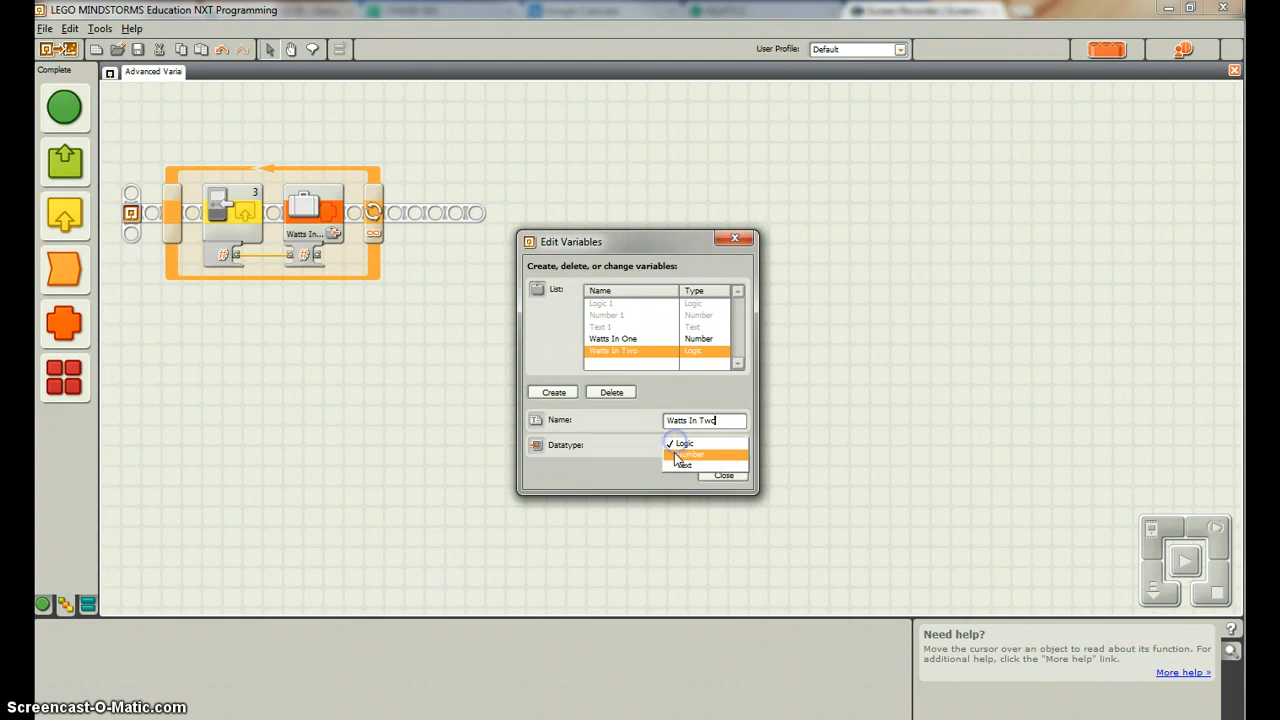 LEGO MINDSTORMS Education NXT Programming
File Edit Tools Help
User Profile: Default
Complete
Advanced Varia
3
Watts In...
#
#
Edit Variables
Create, delete, or change variables:
List:
Name Type
Logic 1 Logic
Number 1 Number
Text 1 Text
Watts In One Number
Watts In Two Logic
Create Delete
Name: Watts In Two
Datatype:
✓ Logic
Number
Text
Close
Need help?
Move the cursor over an object to read about its function. For
additional help, click the "More help" link.
More help »
?
Screencast-O-Matic.com